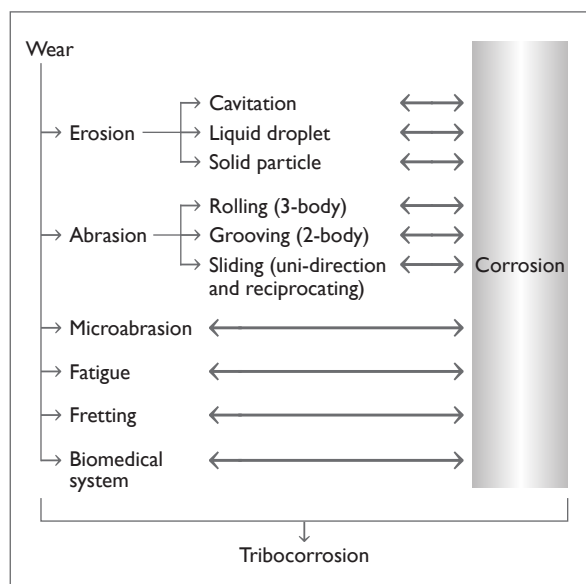 Wear
Erosion
Cavitation
Liquid droplet
Solid particle
Abrasion
Rolling (3-body)
Grooving (2-body)
Sliding (uni-direction
and reciprocating)
Corrosion
Microabrasion
Fatigue
Fretting
Biomedical
system
Tribocorrosion